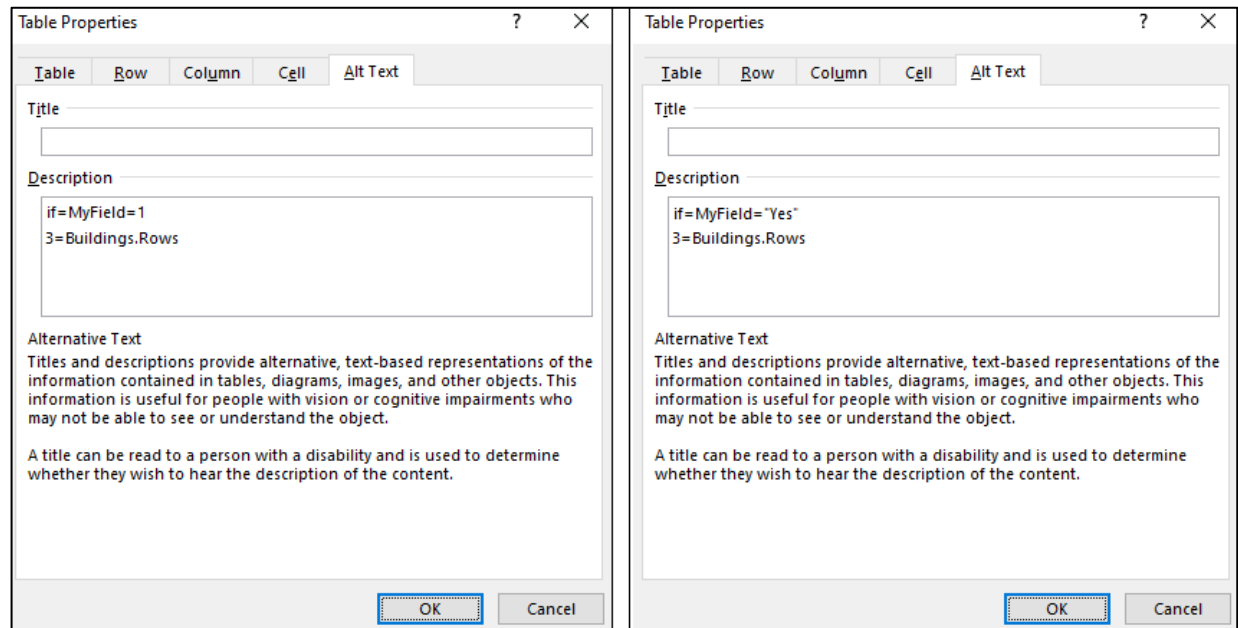 Table Properties ? ×
Table Row Column Cell Alt Text
Title
Description
if=MyField=1
3=Buildings.Rows
Alternative Text
Titles and descriptions provide alternative, text-based representations of the
information contained in tables, diagrams, images, and other objects. This
information is useful for people with vision or cognitive impairments who
may not be able to see or understand the object.
A title can be read to a person with a disability and is used to determine
whether they wish to hear the description of the content.
OK Cancel
Table Properties ? ×
Table Row Column Cell Alt Text
Title
Description
if=MyField="Yes"
3=Buildings.Rows
Alternative Text
Titles and descriptions provide alternative, text-based representations of the
information contained in tables, diagrams, images, and other objects. This
information is useful for people with vision or cognitive impairments who
may not be able to see or understand the object.
A title can be read to a person with a disability and is used to determine
whether they wish to hear the description of the content.
OK Cancel